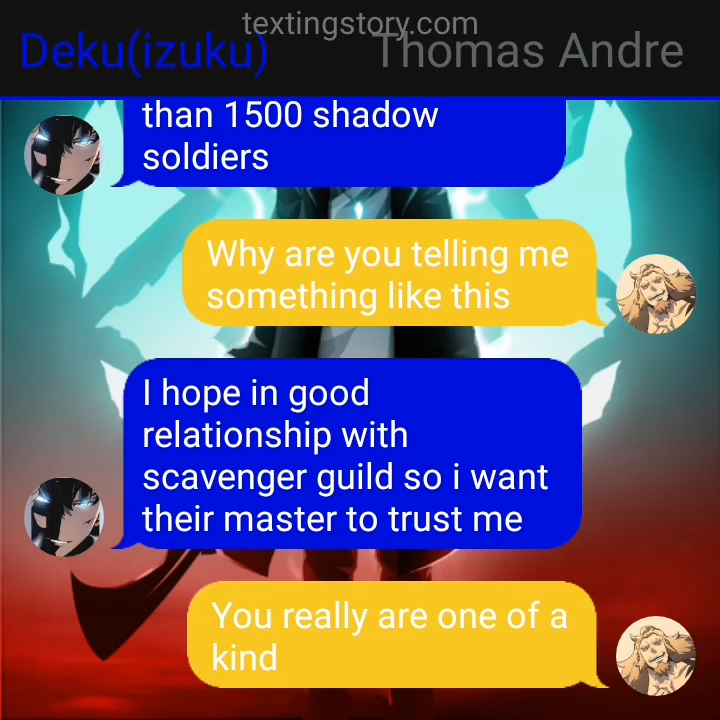 textingstory.com
Deku(izuku)
Thomas Andre
than 1500 shadow
soldiers
Why are you telling me
something like this
I hope in good
relationship with
scavenger guild so i want
their master to trust me
You really are one of a
kind